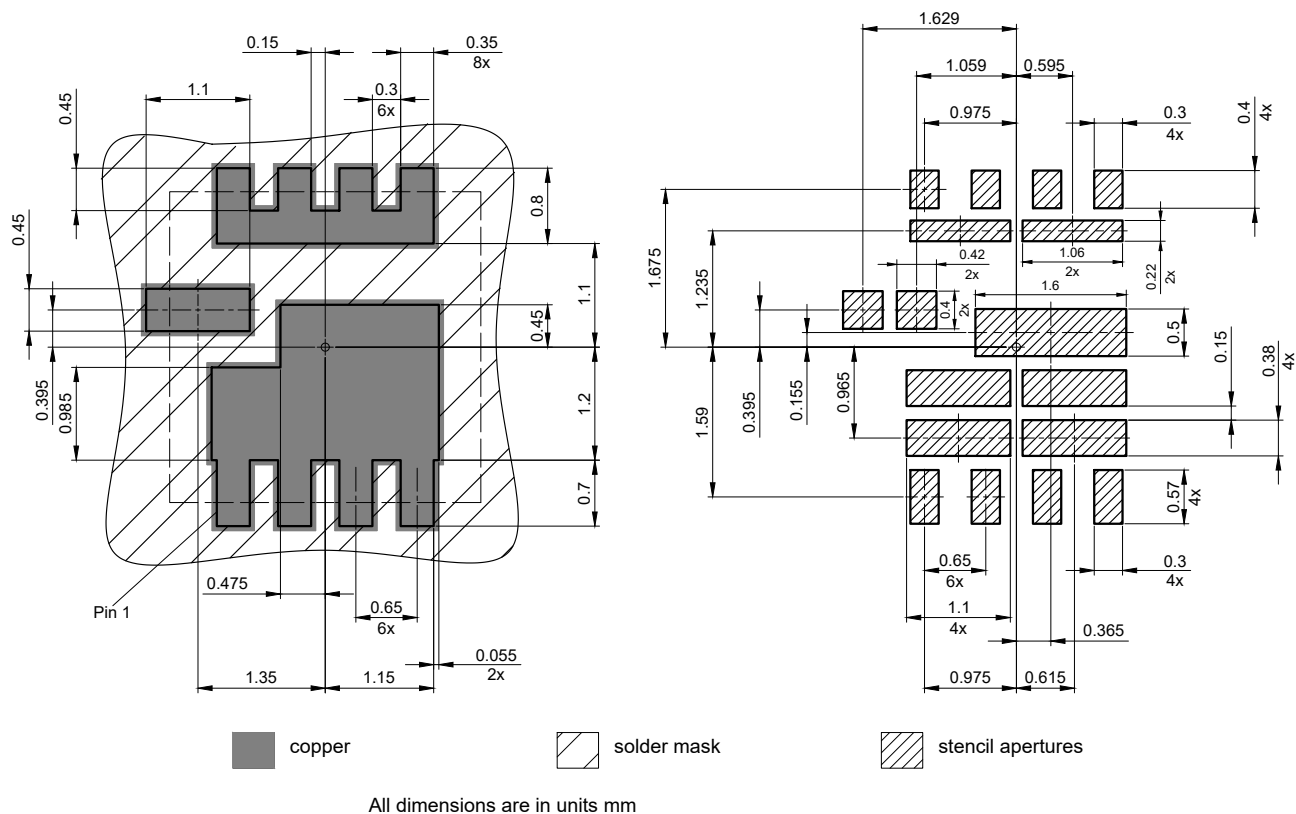 1.629
0.15
0.35
8x
1.059
0.595
1.1
0.3
6x
0.45
0.975
0.3
4x
0.4
4x
0.8
0.45
1.675
1.235
0.42
2x
1.06
2x
0.22
2x
1.1
0.4
2x
1.6
0.45
0.5
0.15
0.38
4x
0.395
0.985
1.2
1.59
0.395
0.155
0.965
0.7
0.57
4x
Pin 1
0.475
0.65
6x
0.65
6x
0.3
4x
1.1
4x
0.365
0.055
2x
1.35
1.15
0.975
0.615
copper
solder mask
stencil apertures
All dimensions are in units mm